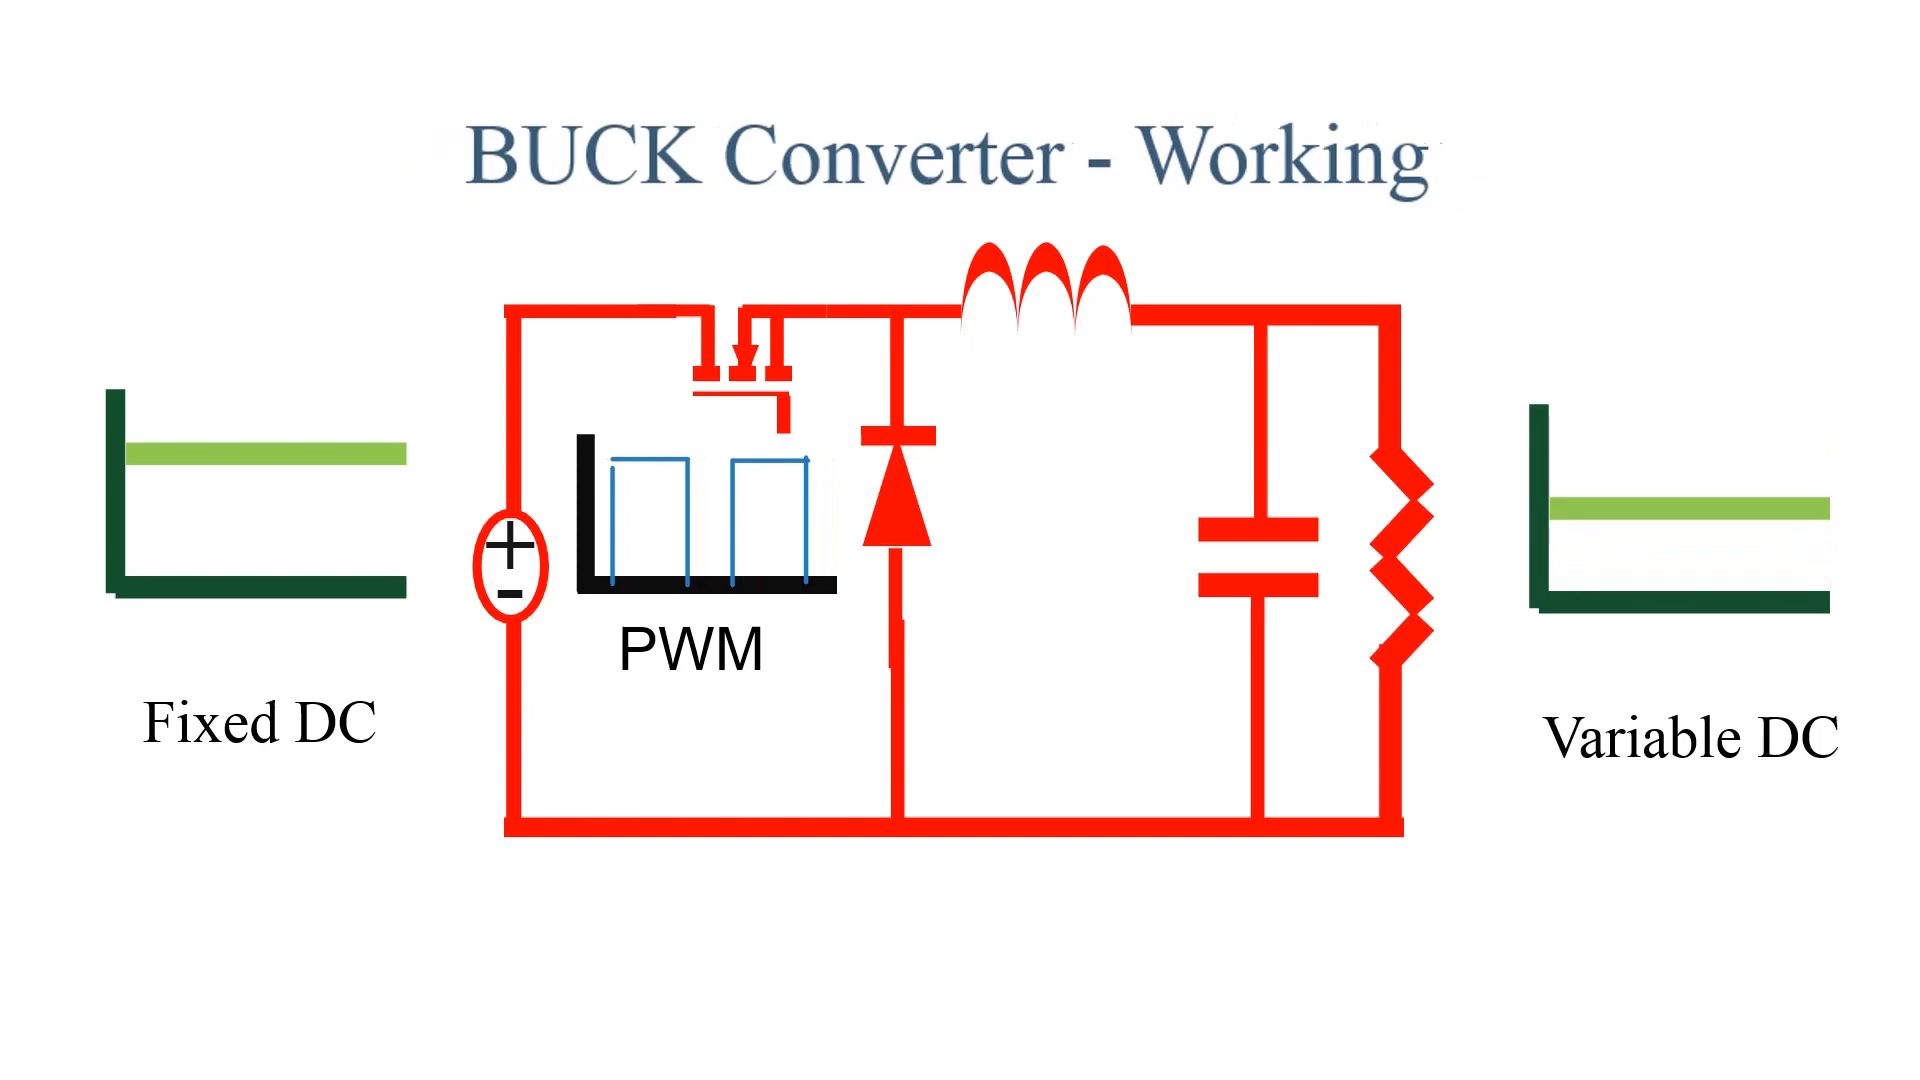 BUCK Converter - Working
+
-
PWM
Fixed DC
Variable DC